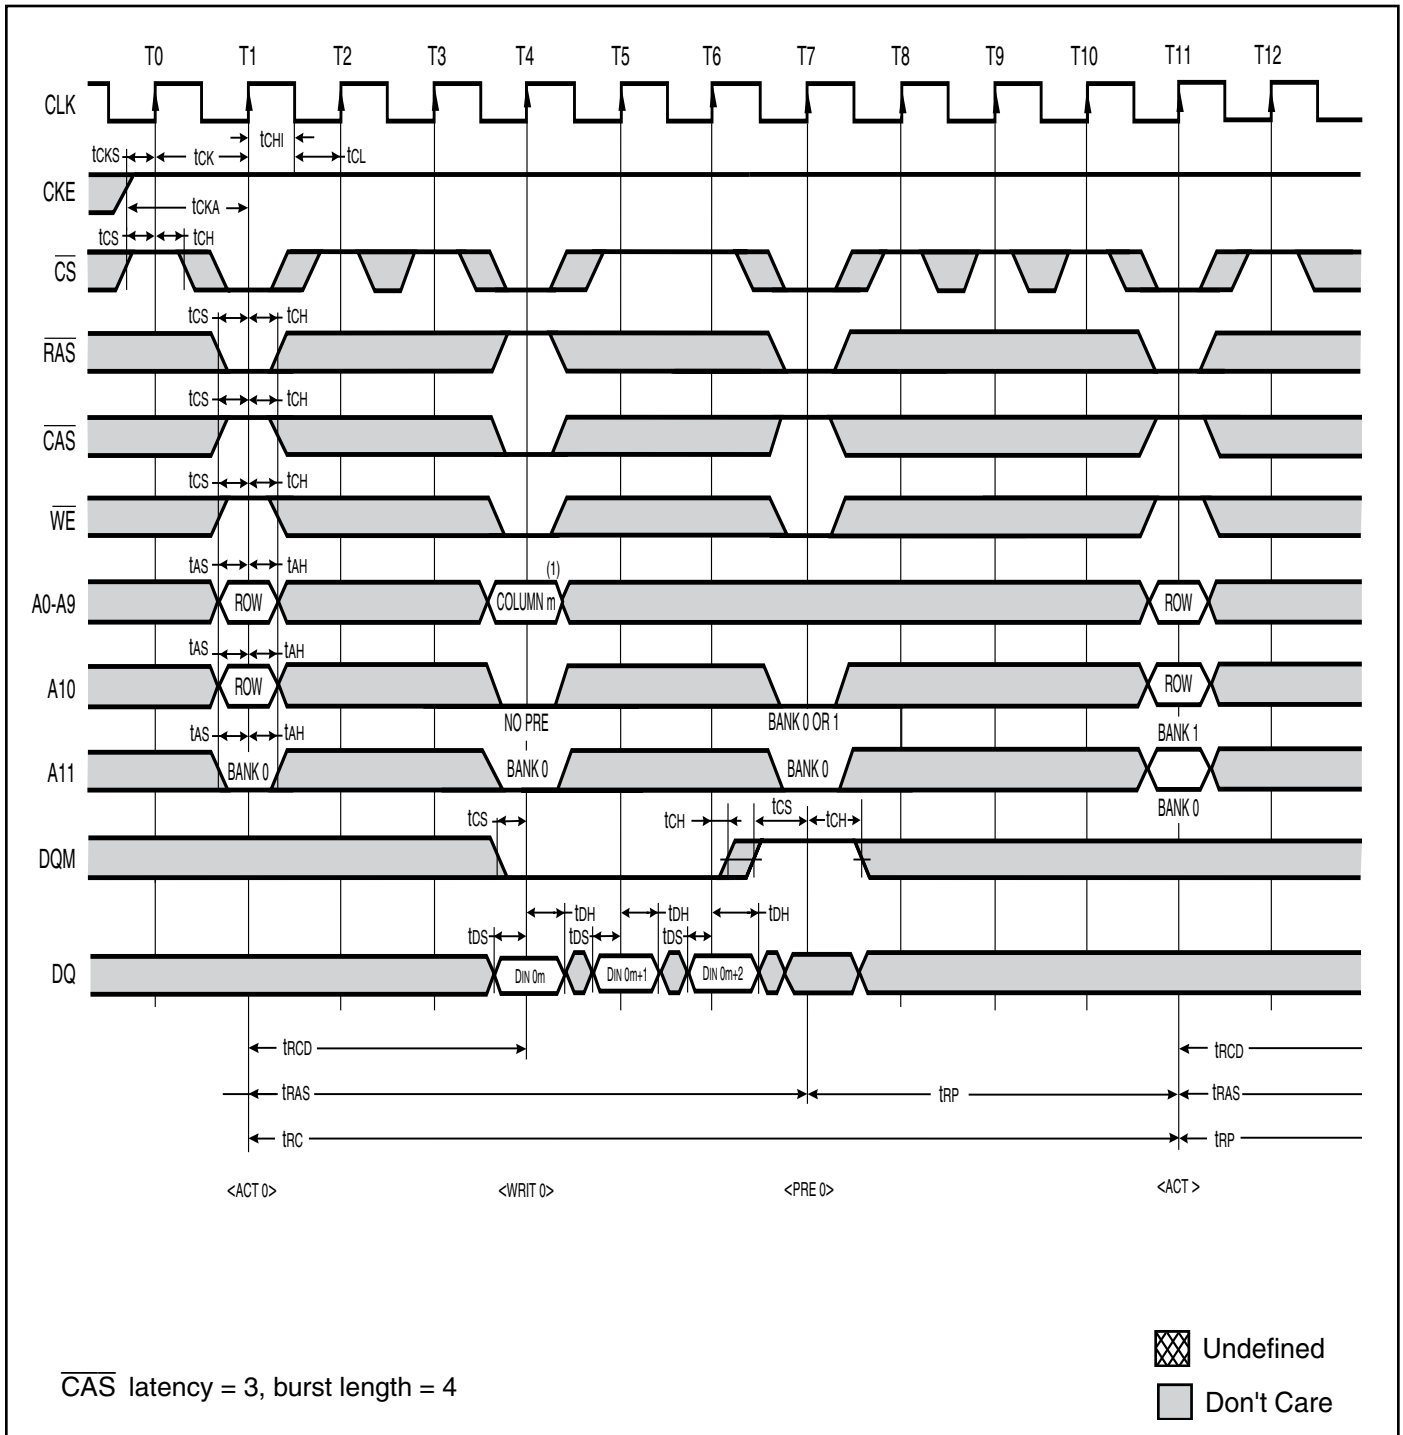 T0 T1 T2 T3 T4 T5 T6 T7 T8 T9 T10 T11 T12
CLK
tCHI
tCKS tCK tCL
CKE
tCKA
tCS tCH
CS
tCS tCH
RAS
tCS tCH
CAS
tCS tCH
WE
tAS tAH (1)
A0-A9 ROW COLUMN m ROW
tAS tAH
A10 ROW ROW
NO PRE BANK 0 OR 1 BANK 1
tAS tAH
A11 BANK 0 BANK 0 BANK 0
BANK 0
tCS tCH tCS tCH
DQM
tDH tDH tDH
tDS tDS tDS
DQ DIN 0m DIN 0m+1 DIN 0m+2
tRCD tRCD
tRAS tRP tRAS
tRC tRP
<ACT 0> <WRIT 0> <PRE 0> <ACT >
Undefined
CAS latency = 3, burst length = 4
Don't Care